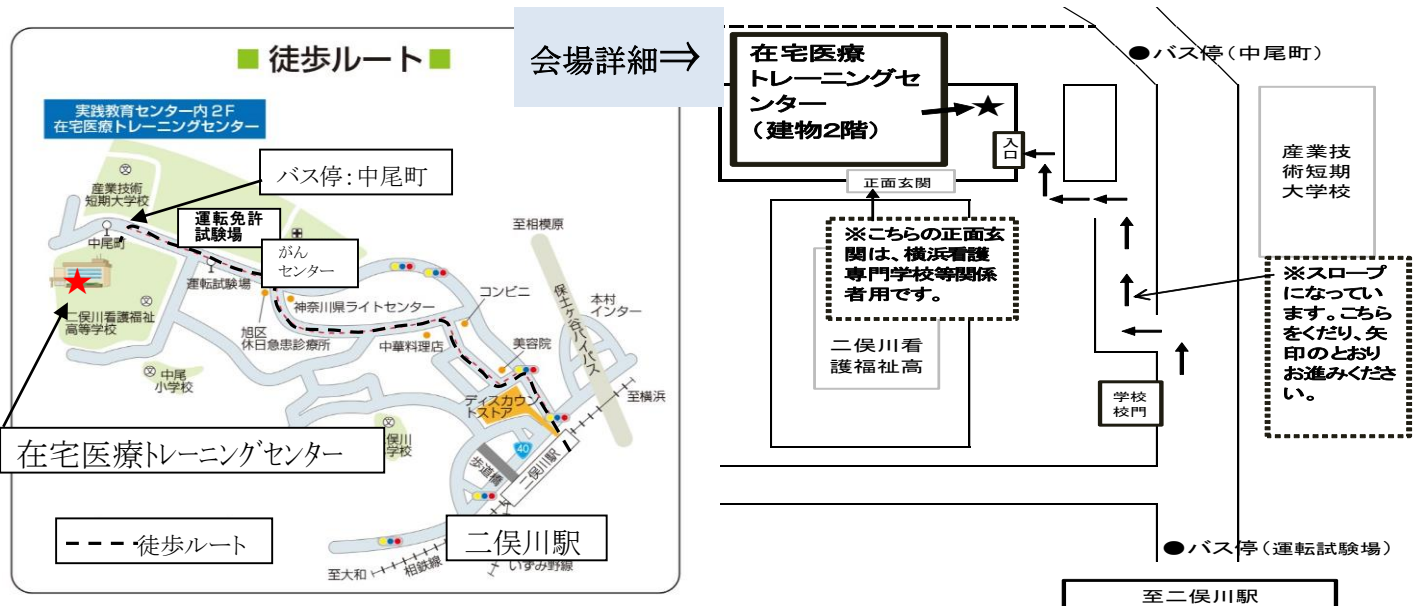 ■ 徒歩ルート ■
実践教育センター内2F
在宅医療トレーニングセンター
バス停：中尾町
産業技術
短期大学校
中尾町
運転免許
試験場
がん
センター
至相模原
運転試験場
神奈川県ライトセンター
コンビニ
保土ヶ谷バイパス
本村
インター
二俣川看護福祉
高等学校
旭区
休日急患診療所
中華料理店
美容院
中尾
小学校
ディスカウン
トストア
至横浜
在宅医療トレーニングセンター
俣川
学校
40
歩道橋
二俣川駅
徒歩ルート
二俣川駅
至大和
相鉄線
いずみ野線
会場詳細⇒
在宅医療
トレーニングセ
ンター
（建物2階）
●バス停（中尾町）
入口
正面玄関
産業技
術短期
大学校
※こちらの正面玄
関は、横浜看護
専門学校等関係
者用です。
二俣川看
護福祉高
※スロープ
になってい
ます。こちら
をくだり、矢
印のとおり
お進みくださ
い。
学校
校門
●バス停（運転試験場）
至二俣川駅